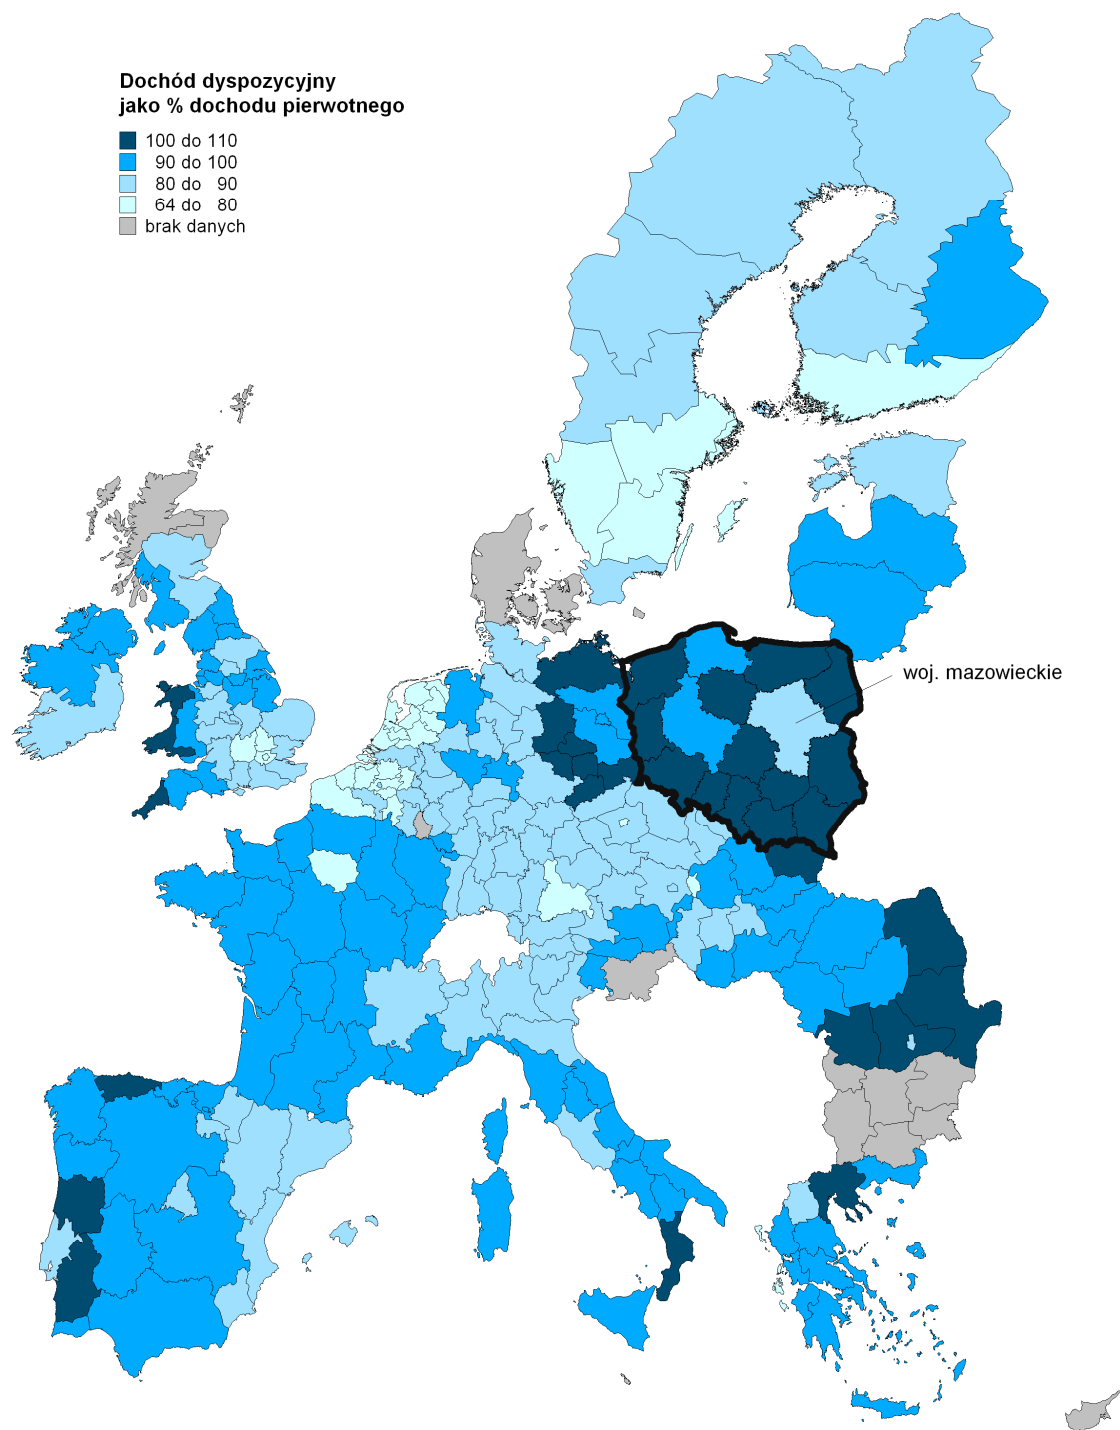 Dochód dyspozycyjny
jako % dochodu pierwotnego
100 do 110
90 do 100
80 do 90
64 do 80
brak danych
woj. mazowieckie